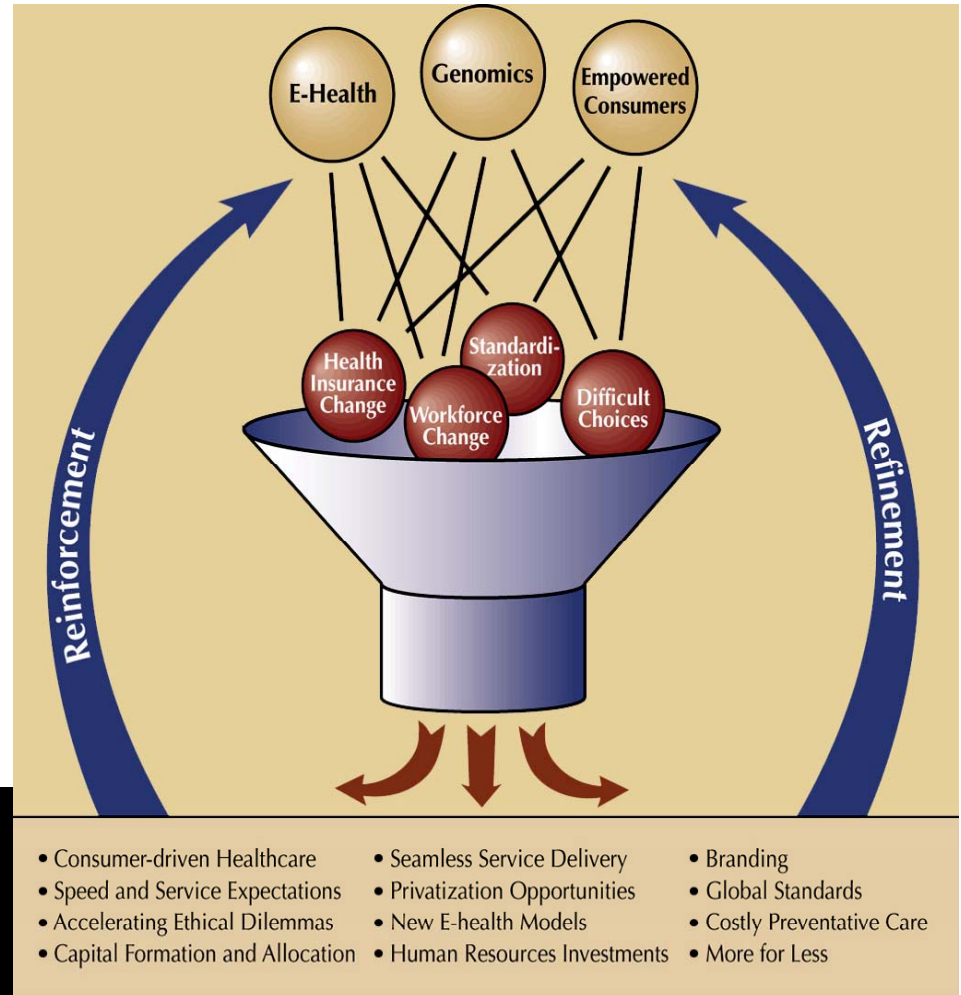 E-Health
Genomics
Empowered
Consumers
Health
Insurance
Change
Workforce
Change
Standardi-
zation
Difficult
Choices
Reinforcement
Refinement
• Consumer-driven Healthcare
• Speed and Service Expectations
• Accelerating Ethical Dilemmas
• Capital Formation and Allocation
• Seamless Service Delivery
• Privatization Opportunities
• New E-health Models
• Human Resources Investments
• Branding
• Global Standards
• Costly Preventative Care
• More for Less